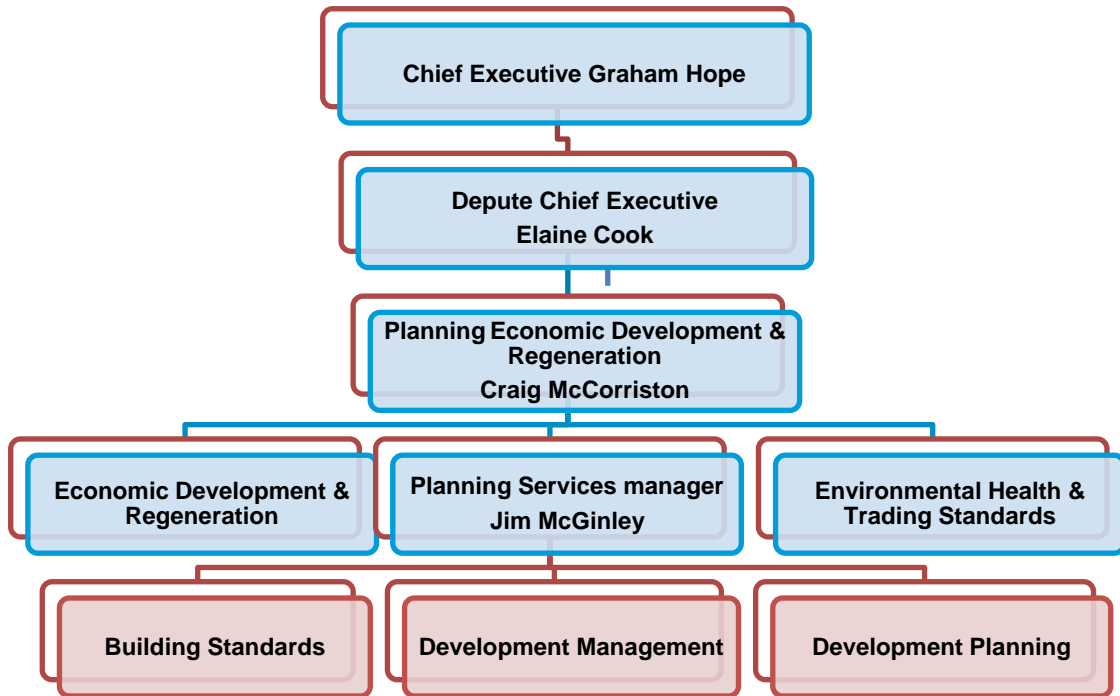 Chief Executive Graham Hope
Depute Chief Executive
Elaine Cook
Planning Economic Development &
Regeneration
Craig McCorriston
Economic Development &
Regeneration
Planning Services manager
Jim McGinley
Environmental Health &
Trading Standards
Building Standards
Development Management
Development Planning